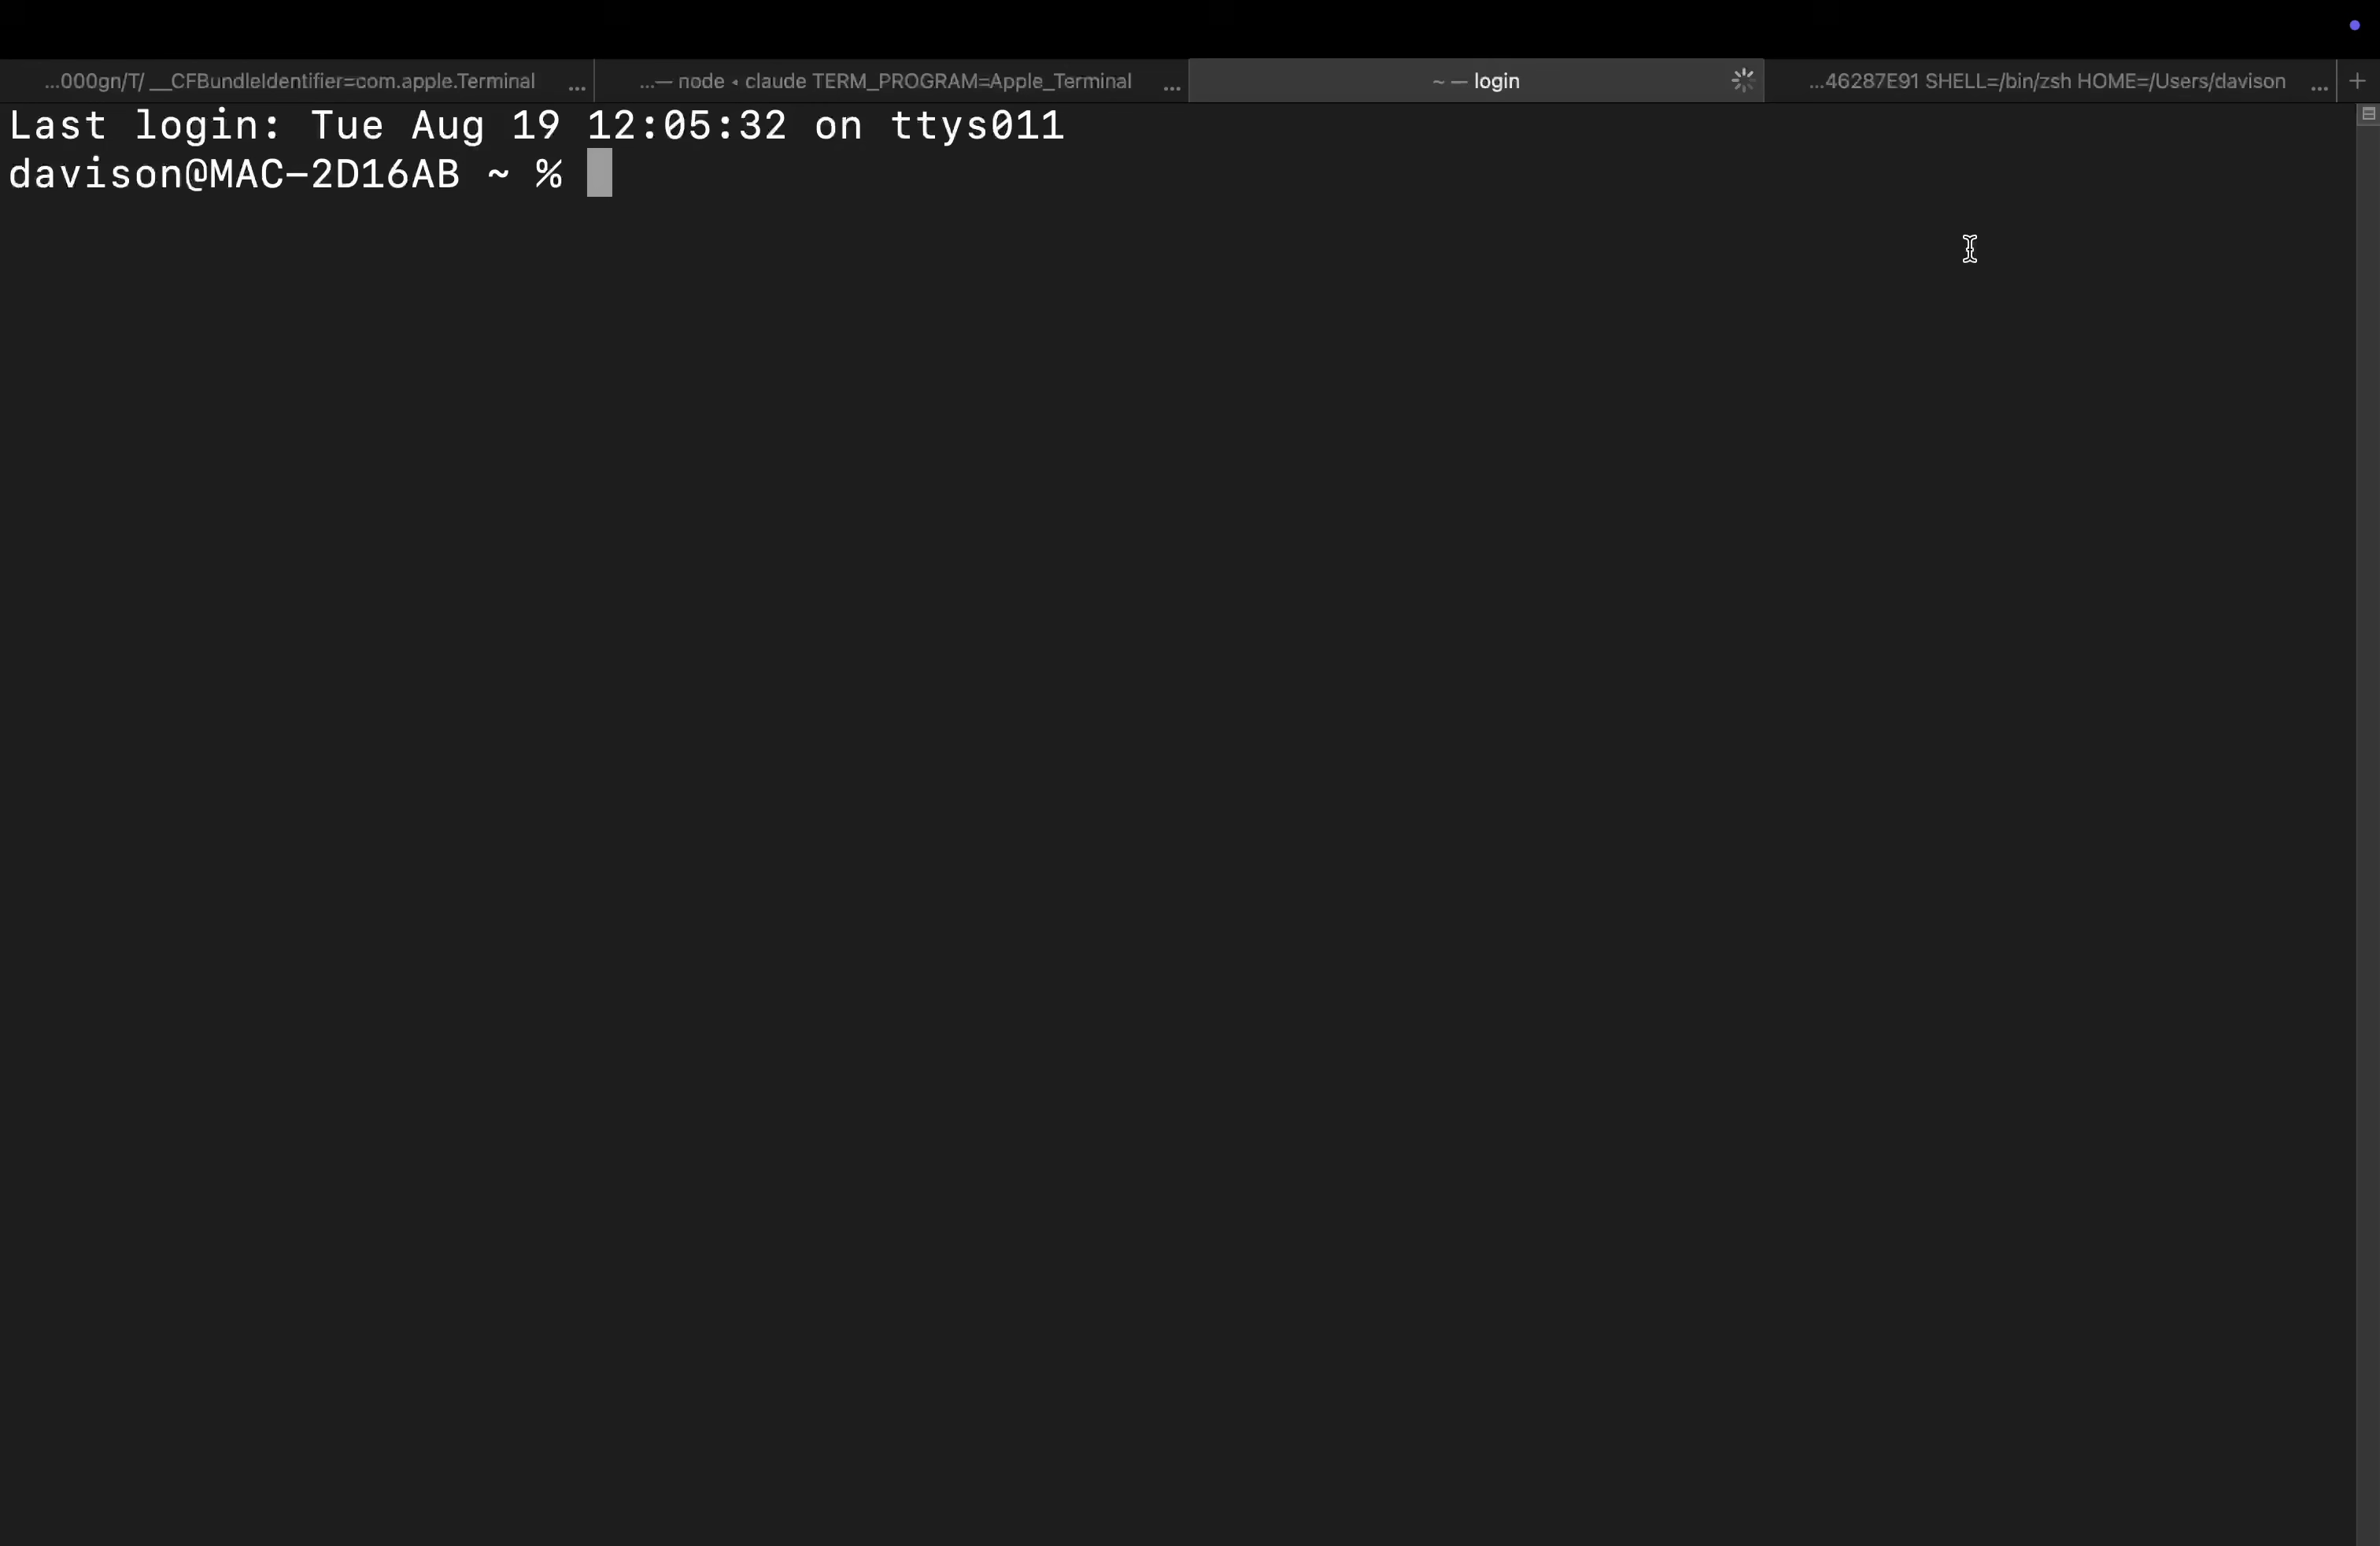 ...000gn/T/ __CFBundleIdentifier=com.apple.Terminal ...
...— node ◂ claude TERM_PROGRAM=Apple_Terminal ...
~ — login
...46287E91 SHELL=/bin/zsh HOME=/Users/davison ...
+
Last login: Tue Aug 19 12:05:32 on ttys011
davison@MAC-2D16AB ~ %